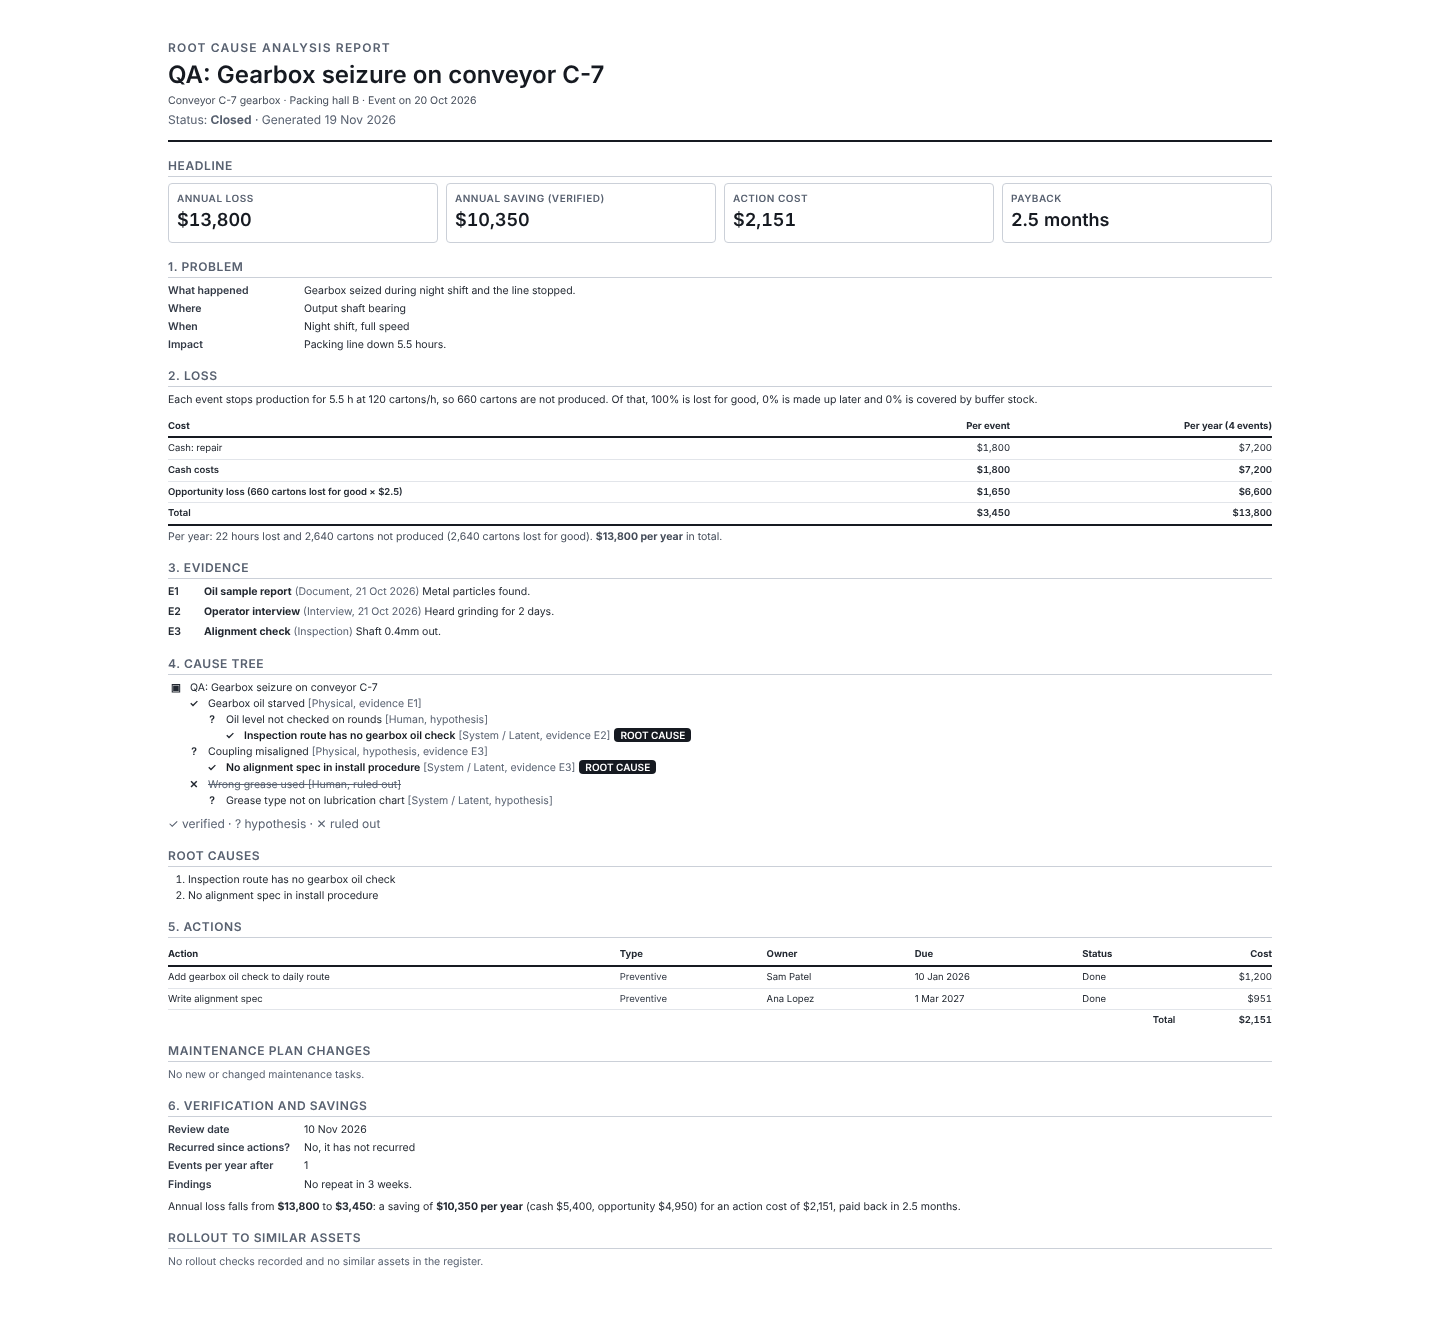 ROOT CAUSE ANALYSIS REPORT
QA: Gearbox seizure on conveyor C-7
Conveyor C-7 gearbox · Packing hall B · Event on 20 Oct 2026
Status: Closed · Generated 19 Nov 2026
HEADLINE
ANNUAL LOSS
$13,800
ANNUAL SAVING (VERIFIED)
$10,350
ACTION COST
$2,151
PAYBACK
2.5 months
1. PROBLEM
What happened Gearbox seized during night shift and the line stopped.
Where Output shaft bearing
When Night shift, full speed
Impact Packing line down 5.5 hours.
2. LOSS
Each event stops production for 5.5 h at 120 cartons/h, so 660 cartons are not produced. Of that, 100% is lost for good, 0% is made up later and 0% is covered by buffer stock.
Cost Per event Per year (4 events)
Cash: repair $1,800 $7,200
Cash costs $1,800 $7,200
Opportunity loss (660 cartons lost for good × $2.5) $1,650 $6,600
Total $3,450 $13,800
Per year: 22 hours lost and 2,640 cartons not produced (2,640 cartons lost for good). $13,800 per year in total.
3. EVIDENCE
E1 Oil sample report (Document, 21 Oct 2026) Metal particles found.
E2 Operator interview (Interview, 21 Oct 2026) Heard grinding for 2 days.
E3 Alignment check (Inspection) Shaft 0.4mm out.
4. CAUSE TREE
▣ QA: Gearbox seizure on conveyor C-7
✓ Gearbox oil starved [Physical, evidence E1]
? Oil level not checked on rounds [Human, hypothesis]
✓ Inspection route has no gearbox oil check [System / Latent, evidence E2] ROOT CAUSE
? Coupling misaligned [Physical, hypothesis, evidence E3]
✓ No alignment spec in install procedure [System / Latent, evidence E3] ROOT CAUSE
✕ Wrong grease used [Human, ruled out]
? Grease type not on lubrication chart [System / Latent, hypothesis]
✓ verified · ? hypothesis · ✕ ruled out
ROOT CAUSES
1. Inspection route has no gearbox oil check
2. No alignment spec in install procedure
5. ACTIONS
Action Type Owner Due Status Cost
Add gearbox oil check to daily route Preventive Sam Patel 10 Jan 2026 Done $1,200
Write alignment spec Preventive Ana Lopez 1 Mar 2027 Done $951
Total $2,151
MAINTENANCE PLAN CHANGES
No new or changed maintenance tasks.
6. VERIFICATION AND SAVINGS
Review date 10 Nov 2026
Recurred since actions? No, it has not recurred
Events per year after 1
Findings No repeat in 3 weeks.
Annual loss falls from $13,800 to $3,450: a saving of $10,350 per year (cash $5,400, opportunity $4,950) for an action cost of $2,151, paid back in 2.5 months.
ROLLOUT TO SIMILAR ASSETS
No rollout checks recorded and no similar assets in the register.